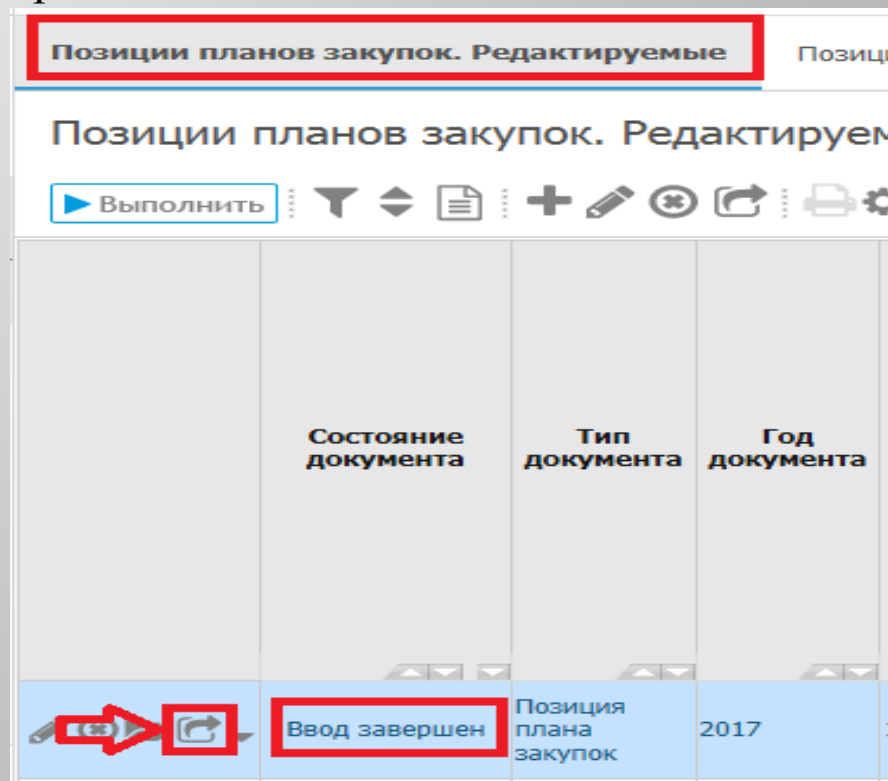 Позиции планов закупок. Редактируемые
Позиции планов закупок. Редактируем
Выполнить
Состояние
документа
Тип
документа
Год
документа
Ввод завершен
Позиция
плана
закупок
2017